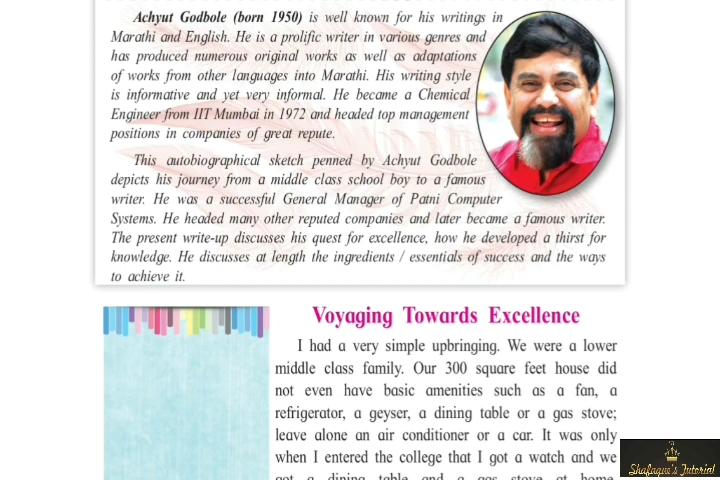 Achyut Godbole (born 1950) is well known for his writings in
Marathi and English. He is a prolific writer in various genres and
has produced numerous original works as well as adaptations
of works from other languages into Marathi. His writing style
is informative and yet very informal. He became a Chemical
Engineer from IIT Mumbai in 1972 and headed top management
positions in companies of great repute.
This autobiographical sketch penned by Achyut Godbole
depicts his journey from a middle class school boy to a famous
writer. He was a successful General Manager of Patni Computer
Systems. He headed many other reputed companies and later became a famous writer.
The present write-up discusses his quest for excellence, how he developed a thirst for
knowledge. He discusses at length the ingredients / essentials of success and the ways
to achieve it.
Voyaging Towards Excellence
I had a very simple upbringing. We were a lower
middle class family. Our 300 square feet house did
not even have basic amenities such as a fan, a
refrigerator, a geyser, a dining table or a gas stove;
leave alone an air conditioner or a car. It was only
when I entered the college that I got a watch and we
got a dining table and a gas stove at home.
Shafaque's Tutorial